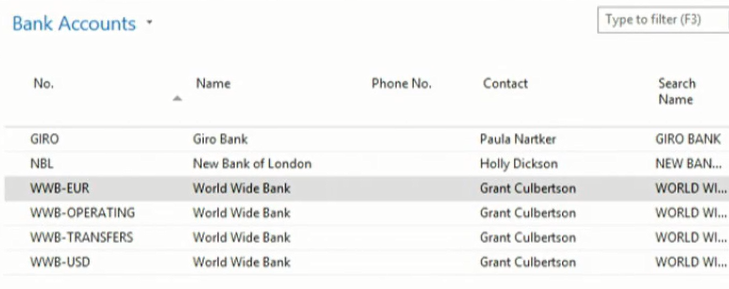 Bank Accounts
Type to filter (F3)
No. Name Phone No. Contact Search Name
GIRO Giro Bank Paula Nartker GIRO BANK
NBL New Bank of London Holly Dickson NEW BAN...
WWB-EUR World Wide Bank Grant Culbertson WORLD WI...
WWB-OPERATING World Wide Bank Grant Culbertson WORLD WI...
WWB-TRANSFERS World Wide Bank Grant Culbertson WORLD WI...
WWB-USD World Wide Bank Grant Culbertson WORLD WI...